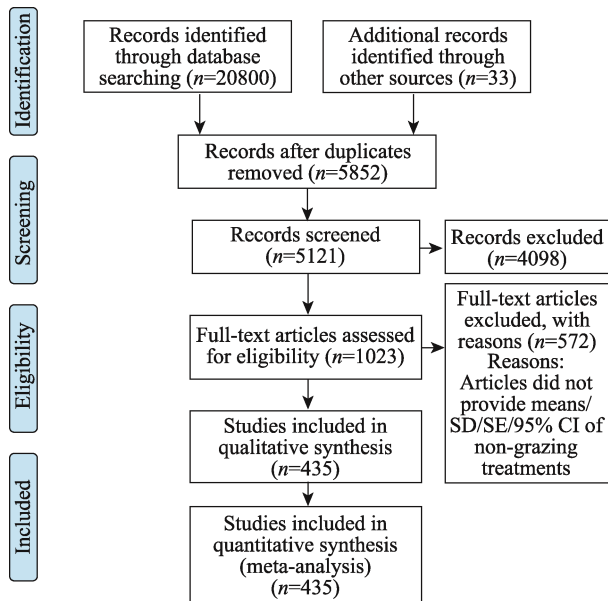 Identification
Records identified
through database
searching (n=20800)
Additional records
identified through
other sources (n=33)
Records after duplicates
removed (n=5852)
Screening
Records screened
(n=5121)
Records excluded
(n=4098)
Eligibility
Full-text articles assessed
for eligibility (n=1023)
Full-text articles
excluded, with
reasons (n=572)
Reasons:
Articles did not
provide means/
SD/SE/95% CI of
non-grazing
treatments
Studies included in
qualitative synthesis
(n=435)
Included
Studies included in
quantitative synthesis
(meta-analysis)
(n=435)